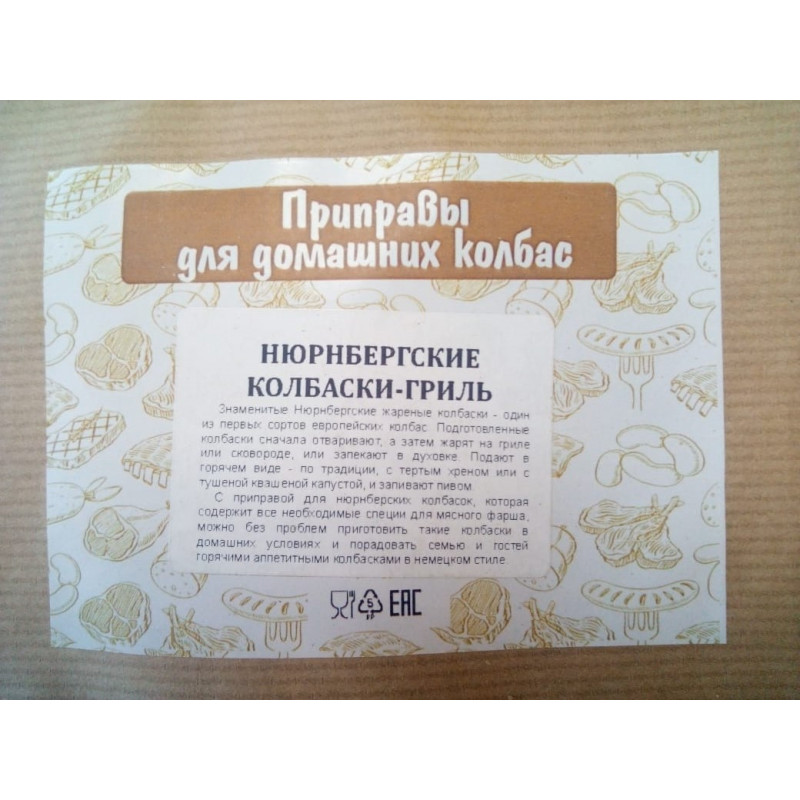 Приправы
для домашних колбас
НЮРНБЕРГСКИЕ
КОЛБАСКИ-ГРИЛЬ
Знаменитые Нюрнбергские жареные колбаски - один
из первых сортов европейских колбас. Подготовленные
колбаски сначала отваривают, а затем жарят на гриле
или сковороде, или запекают в духовке. Подают в
горячем виде - по традиции, с тертым хреном или с
тушеной квашеной капустой, и запивают пивом.
С приправой для нюрнберских колбасок, которая
содержит все необходимые специи для мясного фарша,
можно без проблем приготовить такие колбаски в
домашних условиях и порадовать семью и гостей
горячими аппетитными колбасками в немецком стиле.
5 EAC
PP